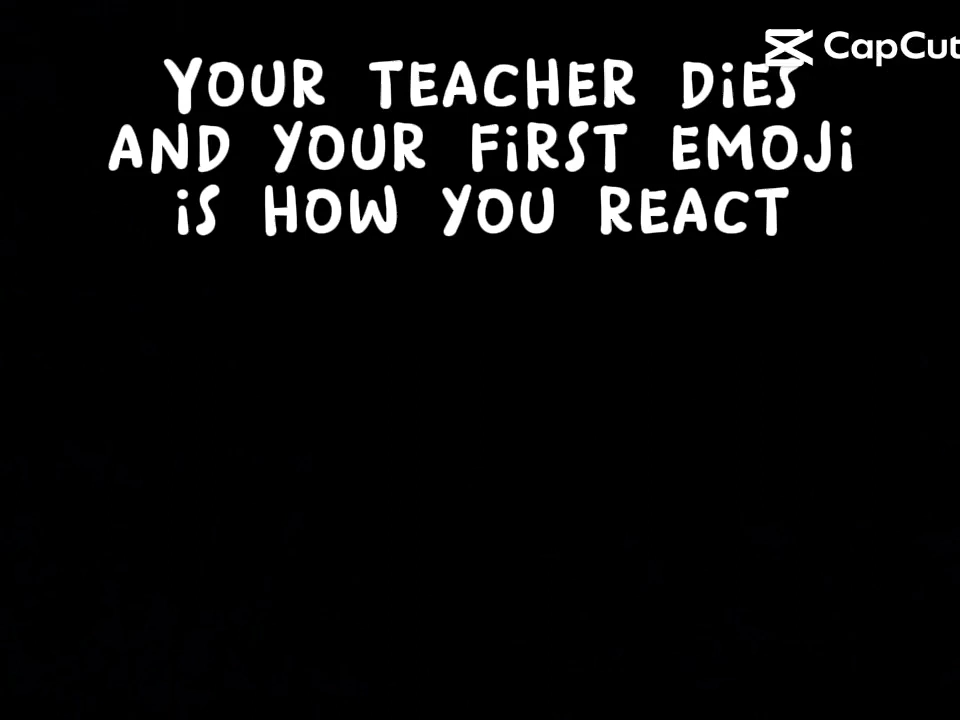 CapCut
YOUR TEACHER DiES
AND YOUR FiRST EMOJi
iS HOW YOU REACT